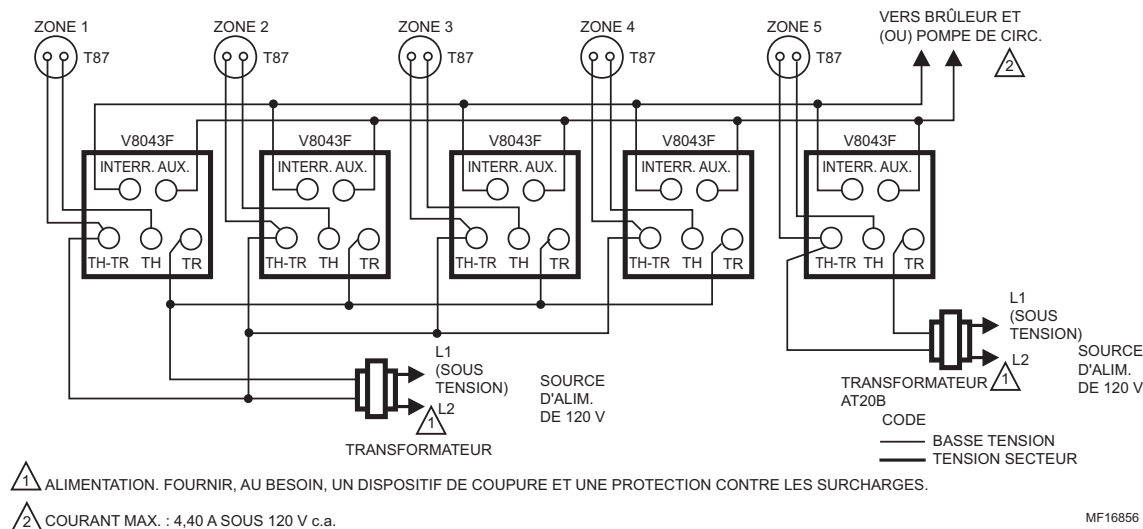 ZONE 1
ZONE 2
ZONE 3
ZONE 4
ZONE 5
VERS BRÛLEUR ET
(OU) POMPE DE CIRC.
T87
T87
T87
T87
T87
2
V8043F
V8043F
V8043F
V8043F
V8043F
INTERR. AUX.
INTERR. AUX.
INTERR. AUX.
INTERR. AUX.
INTERR. AUX.
TH-TR TH TR
TH-TR TH TR
TH-TR TH TR
TH-TR TH TR
TH-TR TH TR
L1
(SOUS
TENSION)
L2
1
SOURCE
D'ALIM.
DE 120 V
TRANSFORMATEUR
L1
(SOUS
TENSION)
L2
1
SOURCE
D'ALIM.
DE 120 V
TRANSFORMATEUR
AT20B
CODE
BASSE TENSION
TENSION SECTEUR
1 ALIMENTATION. FOURNIR, AU BESOIN, UN DISPOSITIF DE COUPURE ET UNE PROTECTION CONTRE LES SURCHARGES.
2 COURANT MAX. : 4,40 A SOUS 120 V c.a.
MF16856